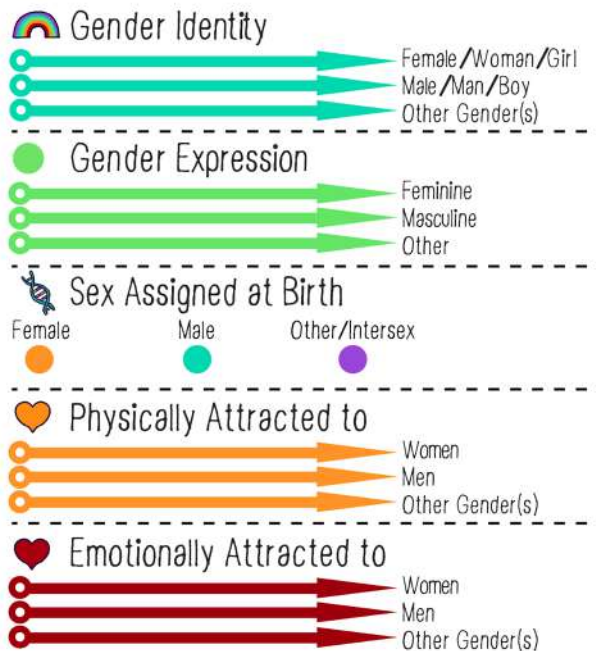 Gender Identity
Female/Woman/Girl
Male/Man/Boy
Other Gender(s)
Gender Expression
Feminine
Masculine
Other
Sex Assigned at Birth
Female Male Other/Intersex
Physically Attracted to
Women
Men
Other Gender(s)
Emotionally Attracted to
Women
Men
Other Gender(s)